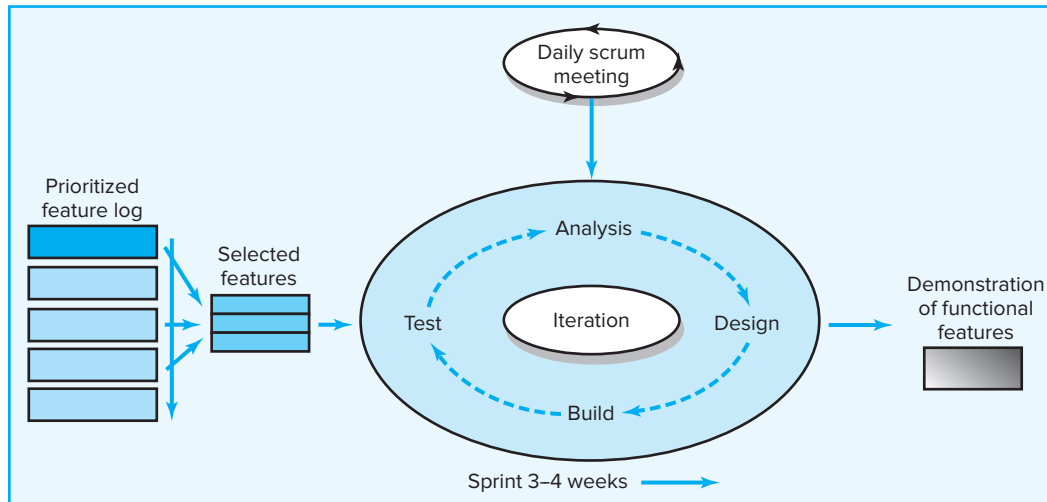 Daily scrum
meeting
Prioritized
feature log
Selected
features
Analysis
Test
Iteration
Design
Build
Demonstration
of functional
features
Sprint 3–4 weeks